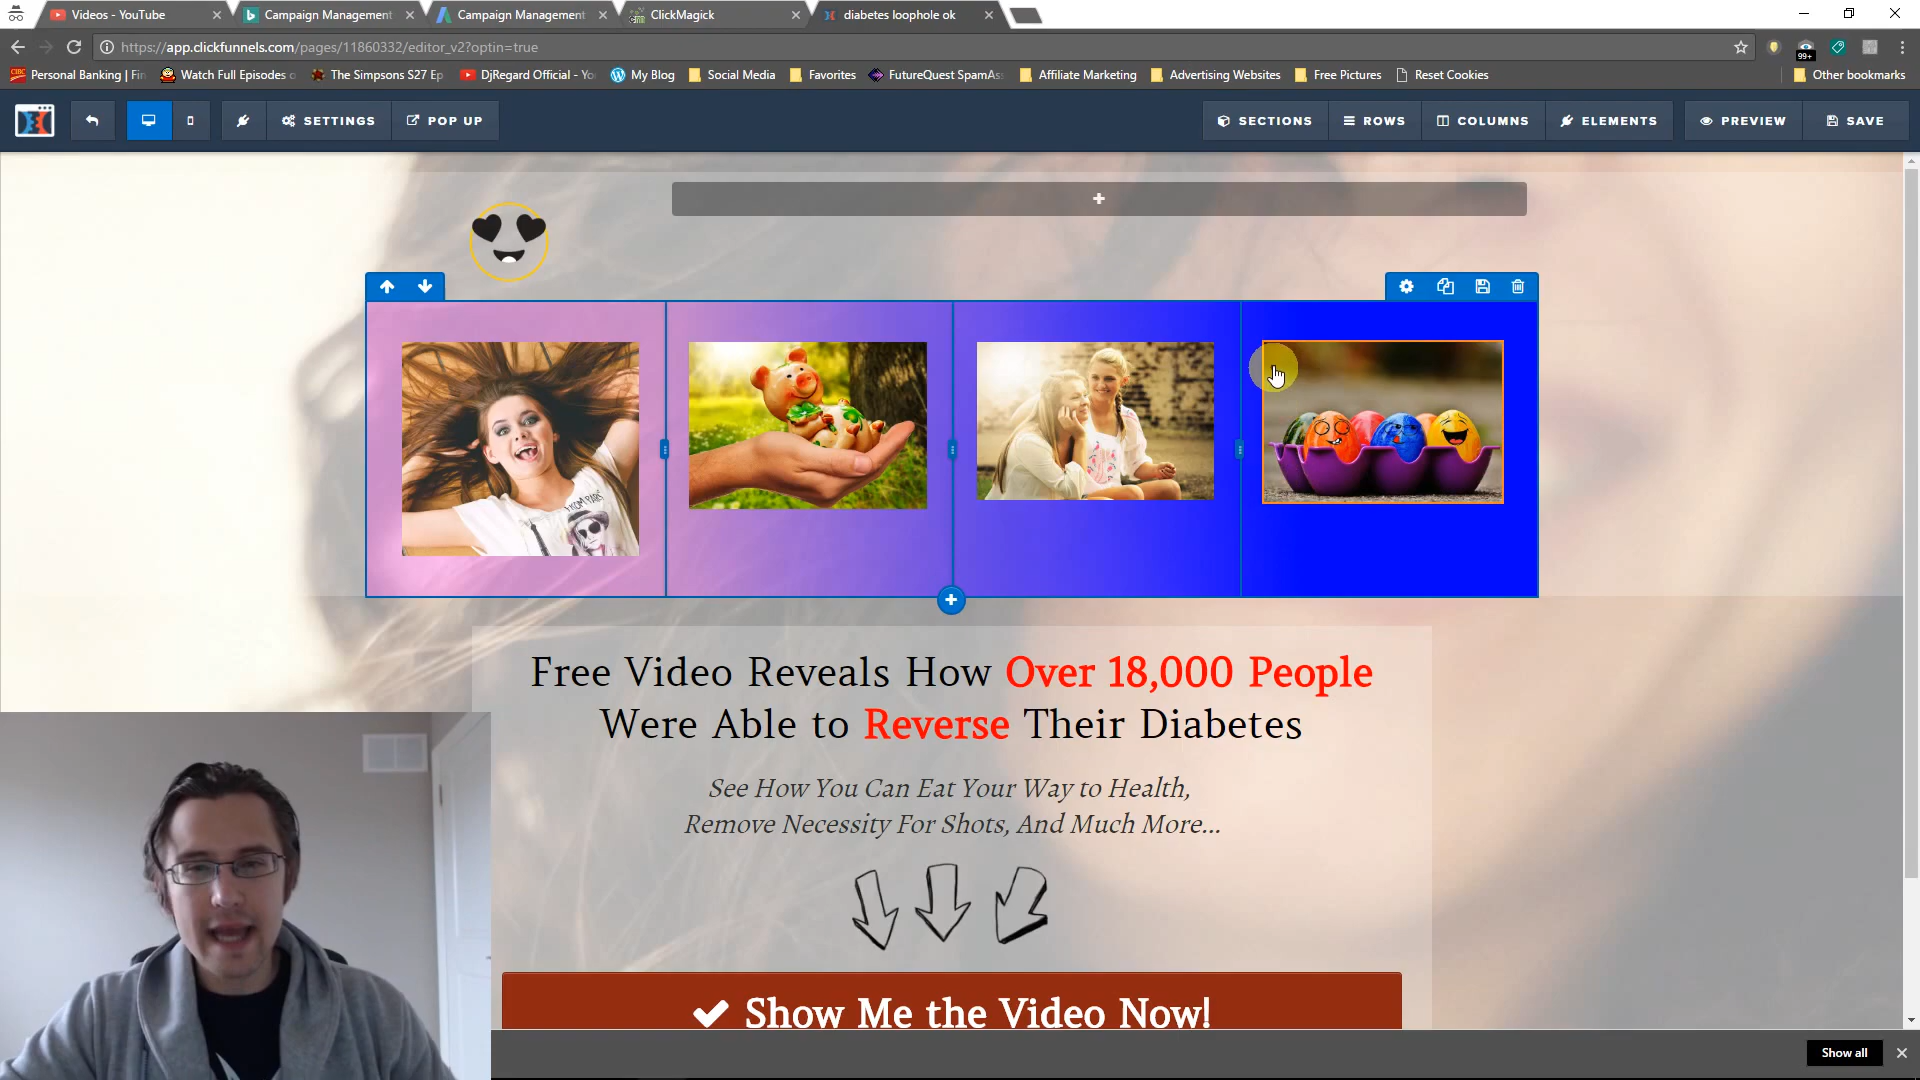 Videos - YouTube
Campaign Management
Campaign Management
ClickMagick
diabetes loophole ok
https://app.clickfunnels.com/pages/11860332/editor_v2?optin=true
99+
CIBC Personal Banking | Fin
Watch Full Episodes o
The Simpsons S27 Ep
DjRegard Official - Yo
My Blog
Social Media
Favorites
FutureQuest SpamAs
Affiliate Marketing
Advertising Websites
Free Pictures
Reset Cookies
Other bookmarks
SETTINGS
POP UP
SECTIONS
ROWS
COLUMNS
ELEMENTS
PREVIEW
SAVE
FROM PARIS
Free Video Reveals How Over 18,000 People
Were Able to Reverse Their Diabetes
See How You Can Eat Your Way to Health,
Remove Necessity For Shots, And Much More...
Show Me the Video Now!
Show all